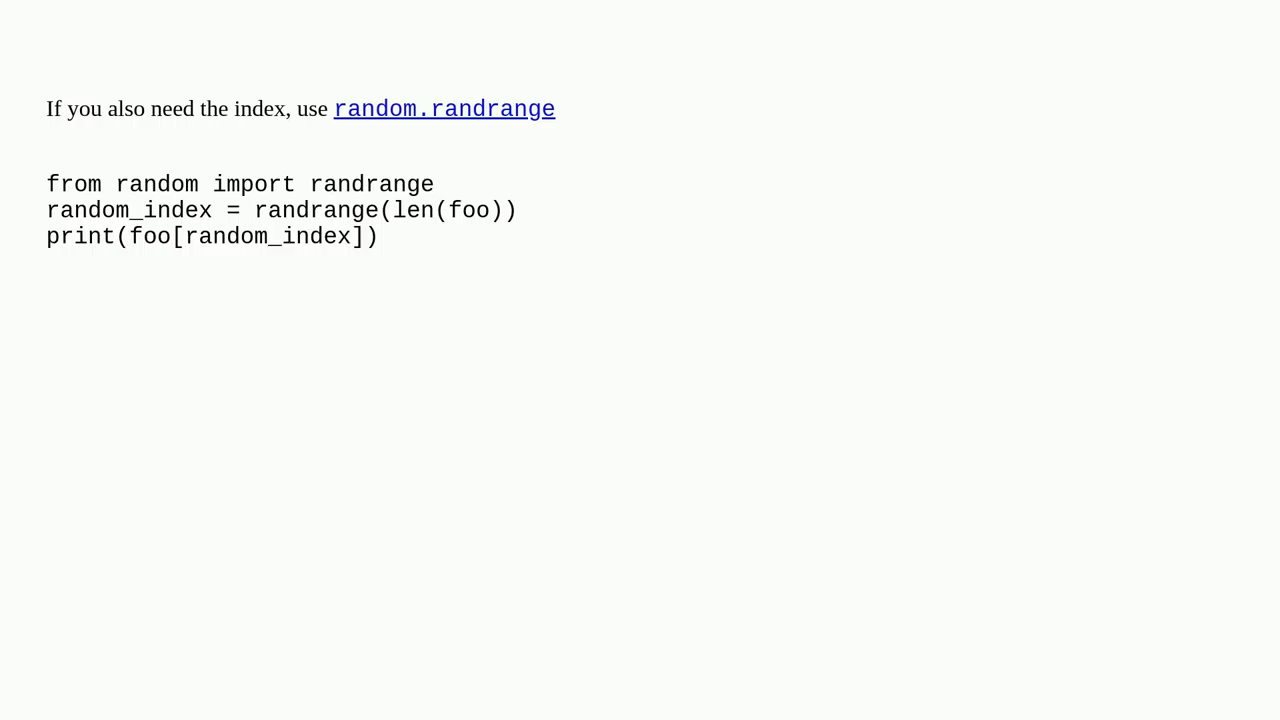 If you also need the index, use random.randrange
from random import randrange
random_index = randrange(len(foo))
print(foo[random_index])